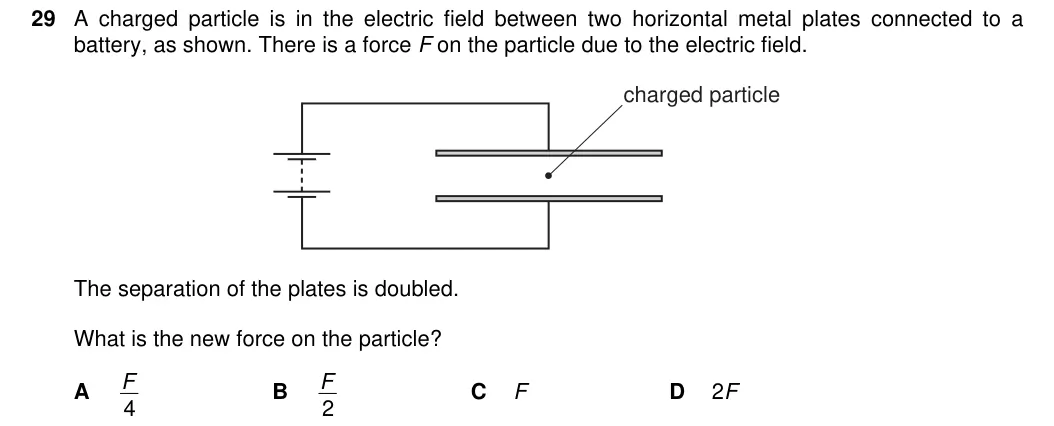 29 A charged particle is in the electric field between two horizontal metal plates connected to a
battery, as shown. There is a force F on the particle due to the electric field.
charged particle
The separation of the plates is doubled.
What is the new force on the particle?
A F/4 B F/2 C F D 2F